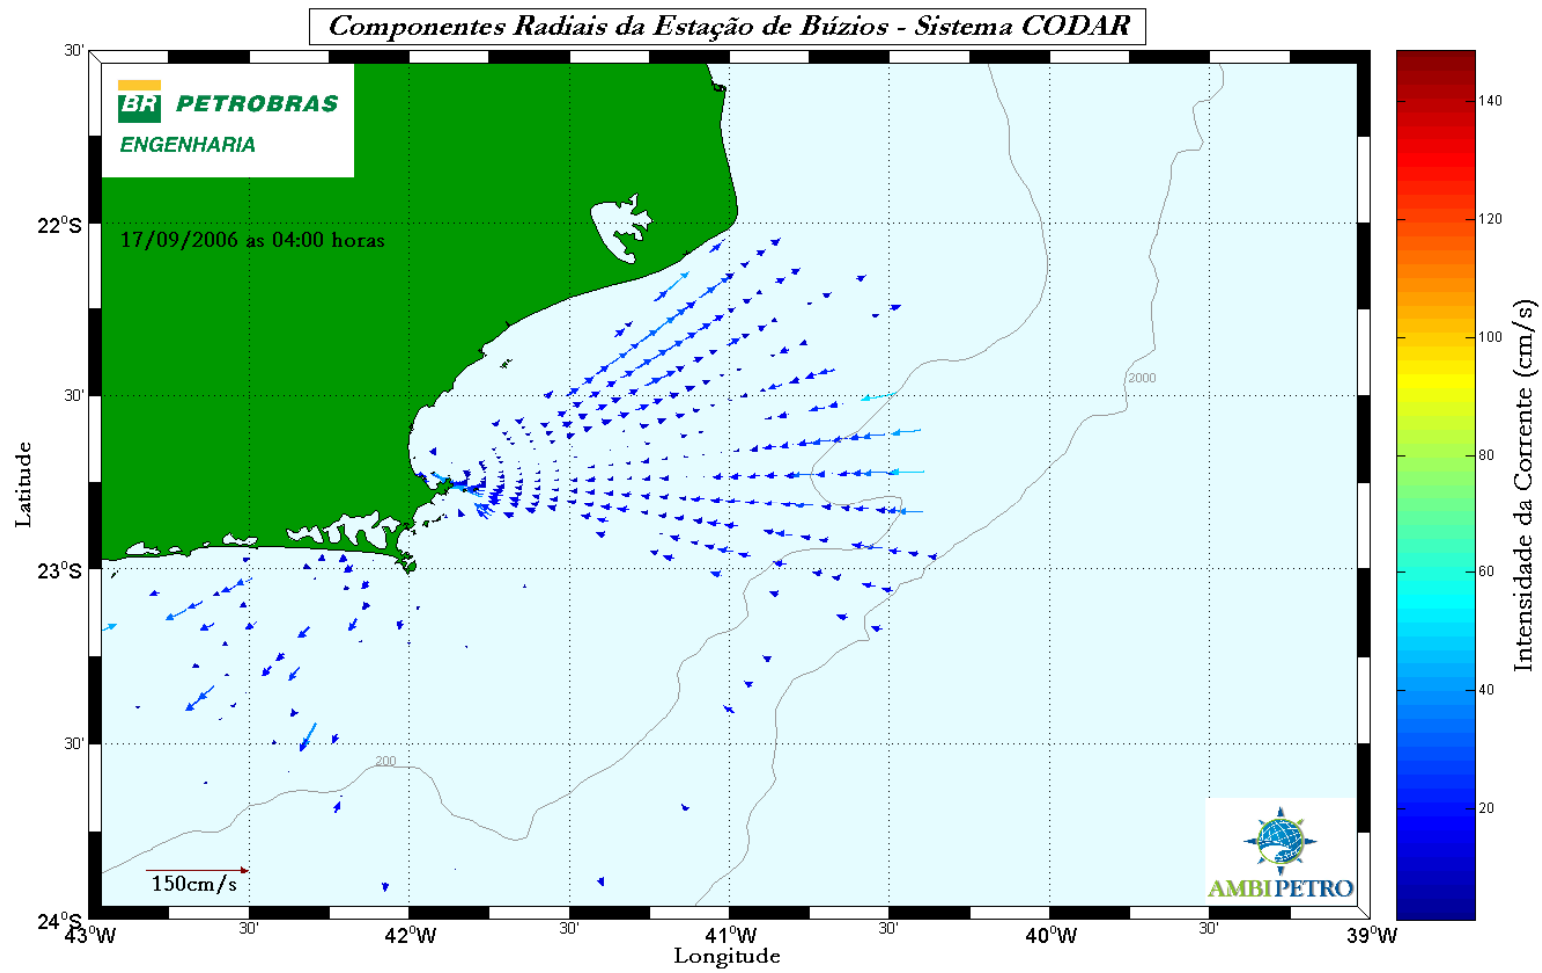 Componentes Radiais da Estação de Búzios - Sistema CODAR
BR PETROBRAS
ENGENHARIA
17/09/2006 as 04:00 horas
30'
22°S
30'
23°S
30'
24°S
Latitude
43°W
30'
42°W
30'
41°W
30'
40°W
30'
39°W
Longitude
2000
200
150cm/s
AMBIPETRO
140
120
100
80
60
40
20
Intensidade da Corrente (cm/s)